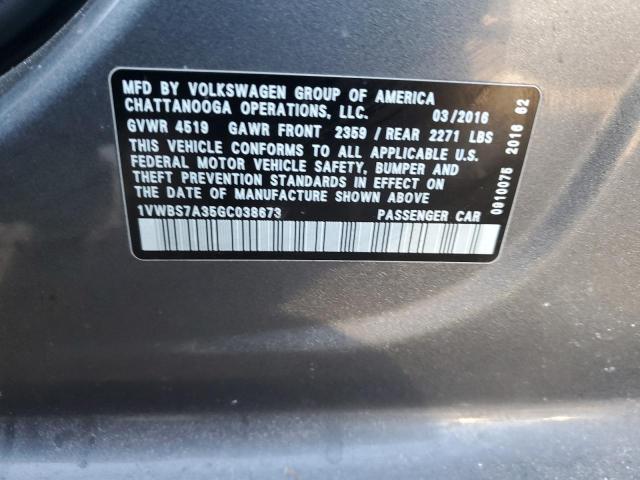 MFD BY VOLKSWAGEN GROUP OF AMERICA
CHATTANOOGA OPERATIONS, LLC. 03/2016
GVWR 4519 GAWR FRONT 2359 / REAR 2271 LBS
THIS VEHICLE CONFORMS TO ALL APPLICABLE U.S.
FEDERAL MOTOR VEHICLE SAFETY, BUMPER AND
THEFT PREVENTION STANDARDS IN EFFECT ON
THE DATE OF MANUFACTURE SHOWN ABOVE
1VWBS7A35GC038673 PASSENGER CAR
0910075 2016 62